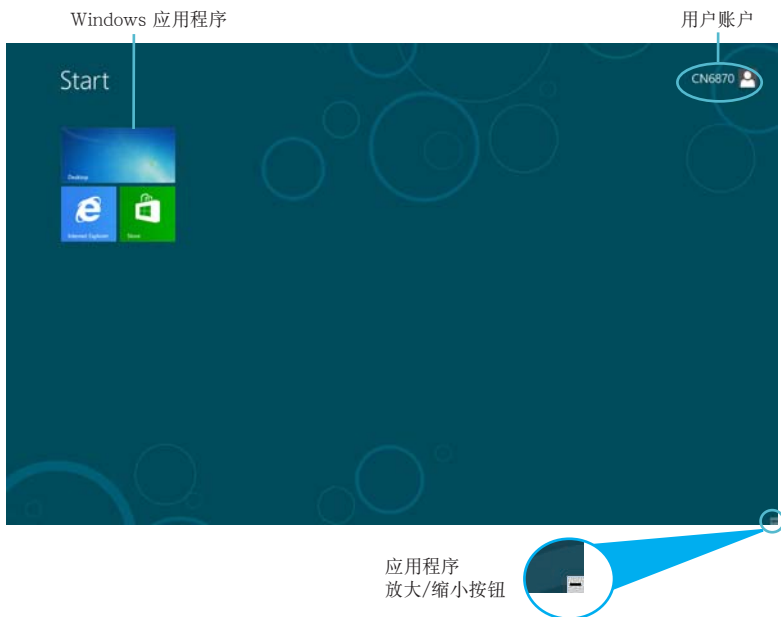 Windows 应用程序
用户账户
Start
CN6870
Desktop
Internet Explorer
Store
应用程序
放大/缩小按钮